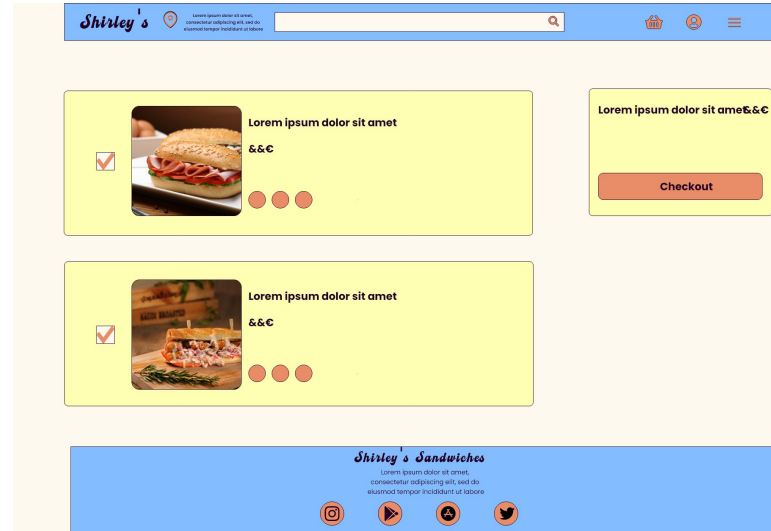 Shirley's
Lorem ipsum dolor sit amet,
consectetur adipiscing elit, sed do
eiusmod tempor incididunt ut labore
Lorem ipsum dolor sit amet
&&€
Lorem ipsum dolor sit amet &&€
Checkout
Lorem ipsum dolor sit amet
&&€
Shirley's Sandwiches
Lorem ipsum dolor sit amet,
consectetur adipiscing elit, sed do
eiusmod tempor incididunt ut labore